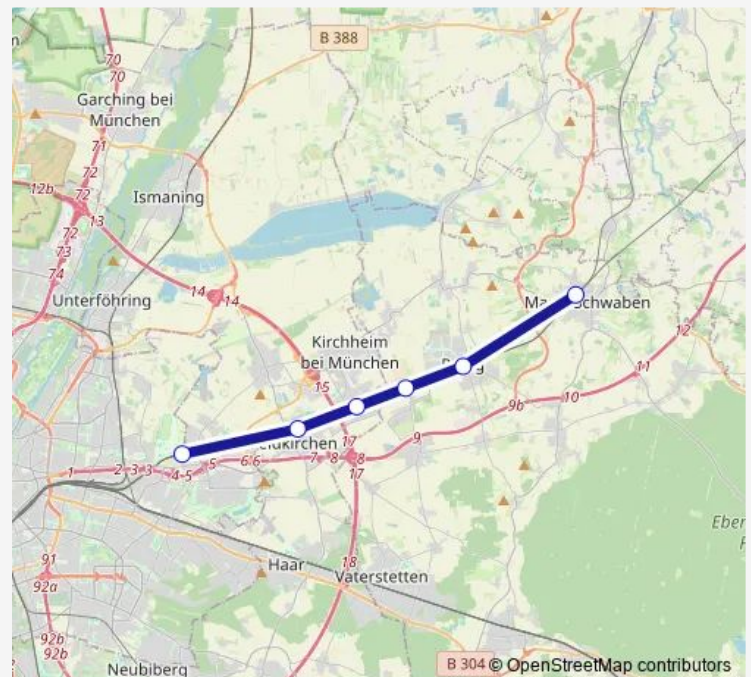 B 388
70
70
Garching bei
München
71
12b
72
72
13
Ismaning
72
73
74
14
14
Unterföhring
Kirchheim
bei München
15
12
11
10
9b
9
17
8
17
8
7
6
6
5
5
4
3
3
2
1
18
91
92a
92b
92b
Haar
Vaterstetten
Neubiberg
B 304 © OpenStreetMap contributors